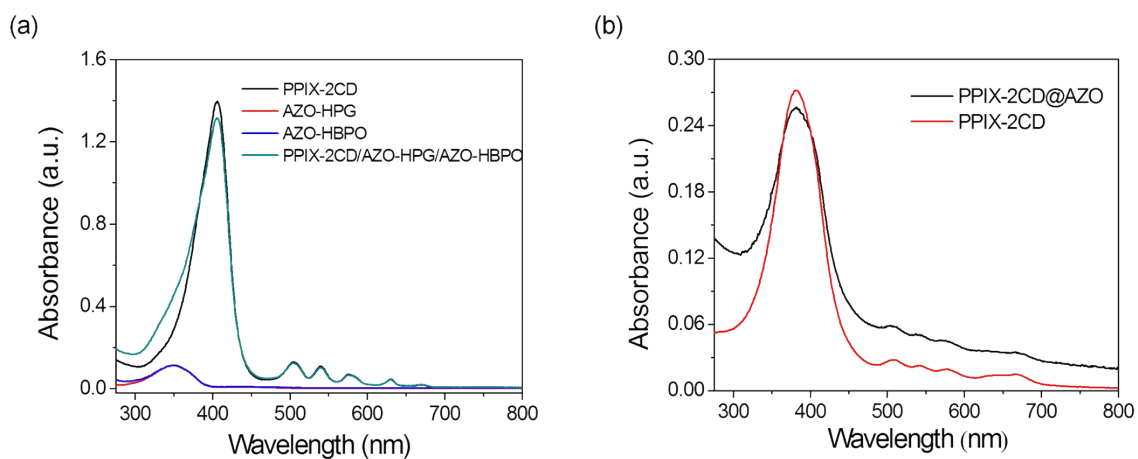 (a)
1.6
1.2
0.8
0.4
0.0
Absorbance (a.u.)
PPIX-2CD
AZO-HPG
AZO-HBPO
PPIX-2CD/AZO-HPG/AZO-HBPO
300 400 500 600 700 800
Wavelength (nm)
(b)
0.30
0.24
0.18
0.12
0.06
0.00
Absorbance (a.u.)
PPIX-2CD@AZO
PPIX-2CD
300 400 500 600 700 800
Wavelength (nm)